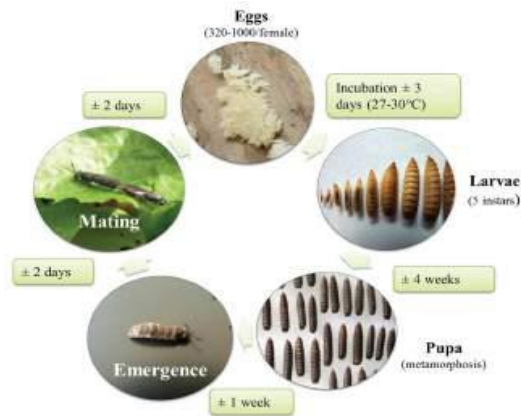 Eggs
(320-1000/female)
Incubation ± 3
days (27-30°C)
Larvae
(5 instars)
± 4 weeks
Pupa
(metamorphosis)
± 1 week
Emergence
± 2 days
Mating
± 2 days